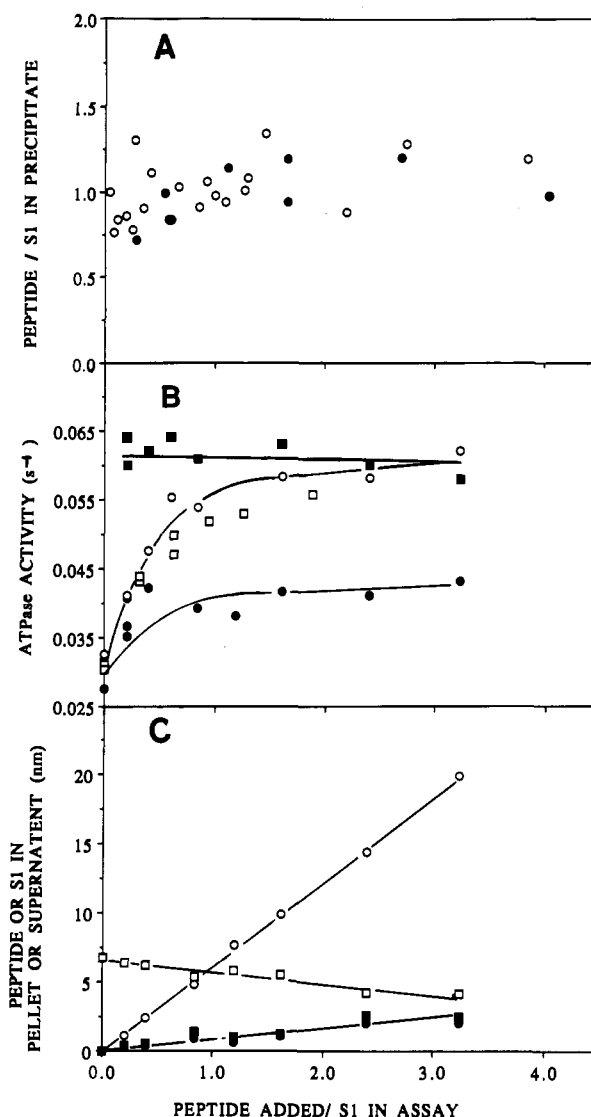 A
2.0
1.5
1.0
0.5
0.0
PEPTIDE / S1 IN PRECIPITATE
B
0.065
0.055
0.045
0.035
0.025
ATPase ACTIVITY (s⁻⁴)
C
20
15
10
5
0
PEPTIDE OR S1 IN
PELLET OR SUPERNATENT (nm)
0.0 1.0 2.0 3.0 4.0
PEPTIDE ADDED/ S1 IN ASSAY